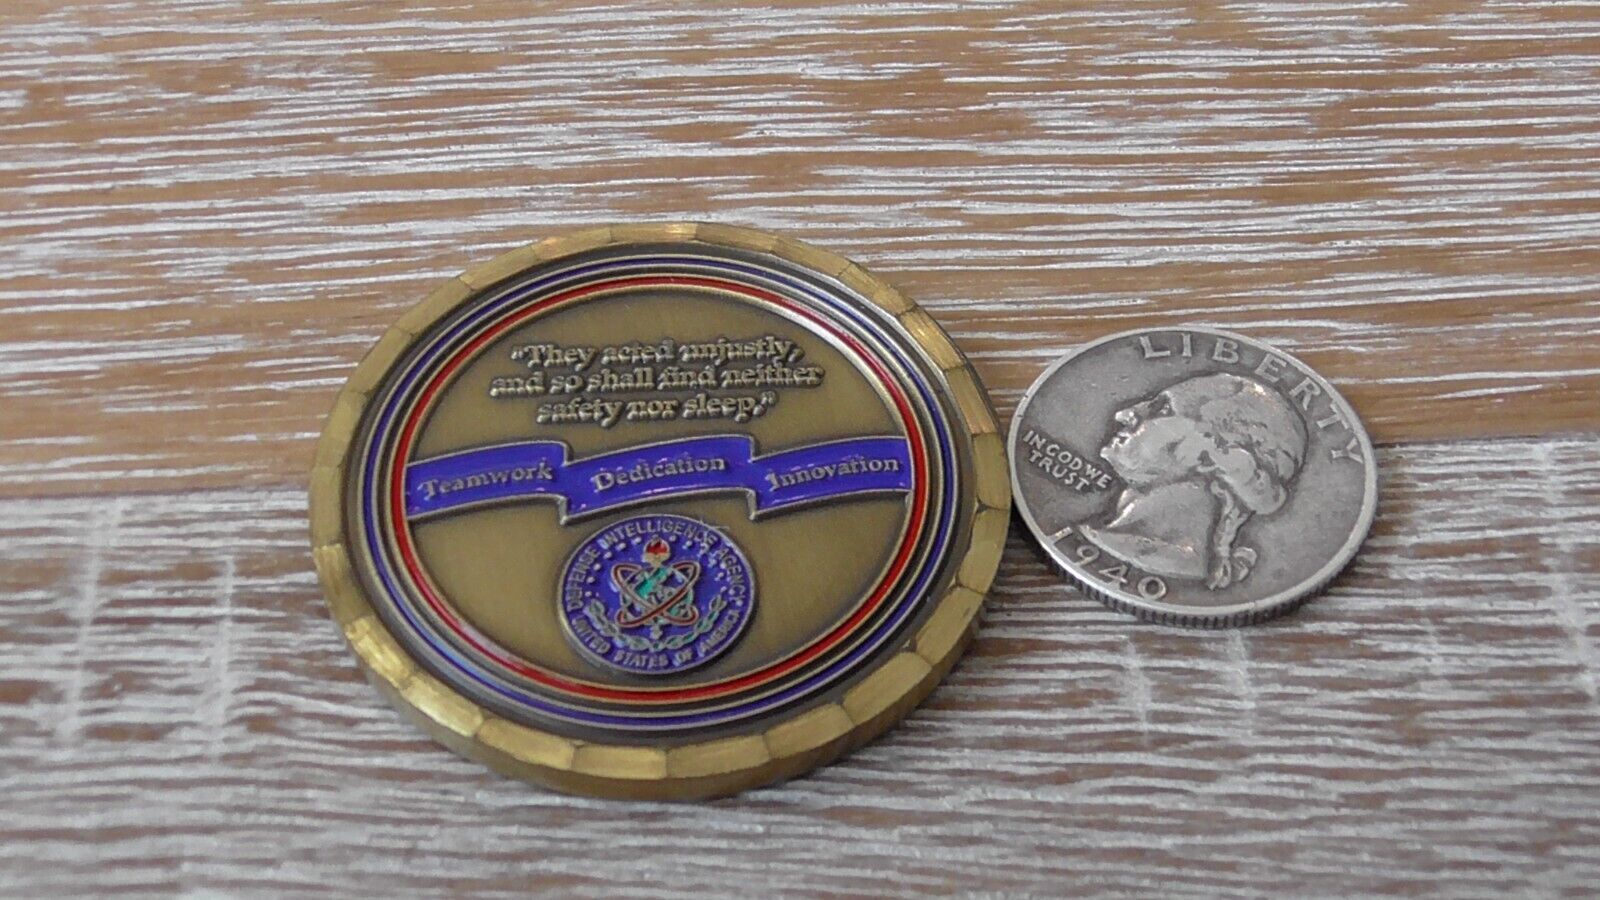 "They acted unjustly,
and so shall find neither
safety nor sleep."
Teamwork Dedication Innovation
DEFENSE INTELLIGENCE AGENCY
UNITED STATES OF AMERICA
LIBERTY
IN GOD WE
TRUST
1940